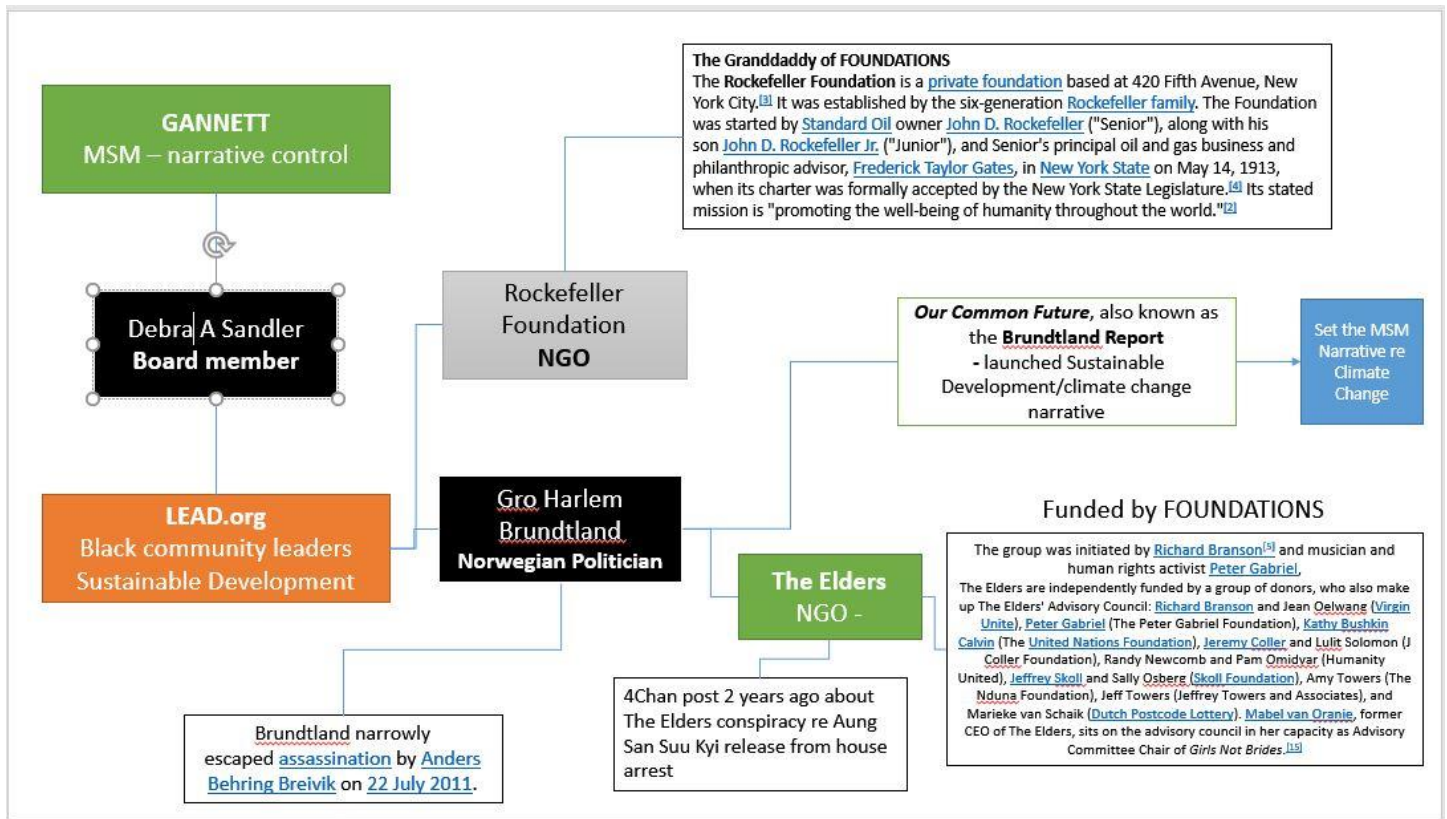 GANNETT
MSM – narrative control
Debra A Sandler
Board member
LEAD.org
Black community leaders
Sustainable Development
Rockefeller
Foundation
NGO
The Granddaddy of FOUNDATIONS
The Rockefeller Foundation is a private foundation based at 420 Fifth Avenue, New
York City.[3] It was established by the six-generation Rockefeller family. The Foundation
was started by Standard Oil owner John D. Rockefeller ("Senior"), along with his
son John D. Rockefeller Jr. ("Junior"), and Senior's principal oil and gas business and
philanthropic advisor, Frederick Taylor Gates, in New York State on May 14, 1913,
when its charter was formally accepted by the New York State Legislature.[4] Its stated
mission is "promoting the well-being of humanity throughout the world."[2]
Gro Harlem
Brundtland
Norwegian Politician
Our Common Future, also known as
the Brundtland Report
- launched Sustainable
Development/climate change
narrative
Set the MSM
Narrative re
Climate
Change
The Elders
NGO -
Funded by FOUNDATIONS
The group was initiated by Richard Branson[5] and musician and
human rights activist Peter Gabriel,
The Elders are independently funded by a group of donors, who also make
up The Elders' Advisory Council: Richard Branson and Jean Oelwang (Virgin
Unite), Peter Gabriel (The Peter Gabriel Foundation), Kathy Bushkin
Calvin (The United Nations Foundation), Jeremy Coller and Lulit Solomon (J
Coller Foundation), Randy Newcomb and Pam Omidyar (Humanity
United), Jeffrey Skoll and Sally Osberg (Skoll Foundation), Amy Towers (The
Nduna Foundation), Jeff Towers (Jeffrey Towers and Associates), and
Marieke van Schaik (Dutch Postcode Lottery). Mabel van Oranje, former
CEO of The Elders, sits on the advisory council in her capacity as Advisory
Committee Chair of Girls Not Brides.[15]
4Chan post 2 years ago about
The Elders conspiracy re Aung
San Suu Kyi release from house
arrest
Brundtland narrowly
escaped assassination by Anders
Behring Breivik on 22 July 2011.